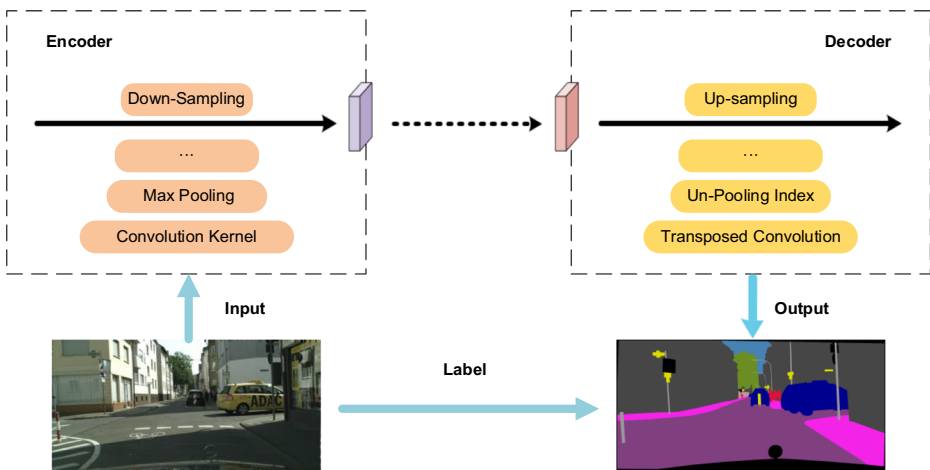 Encoder
Decoder
Down-Sampling
Up-sampling
...
...
Max Pooling
Un-Pooling Index
Convolution Kernel
Transposed Convolution
Input
Output
Label
ADAC